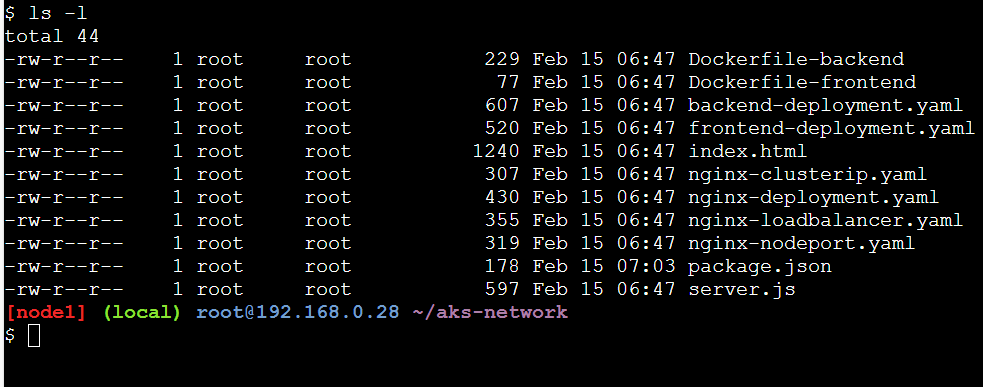 $ ls -l
total 44
-rw-r--r--    1 root     root           229 Feb 15 06:47 Dockerfile-backend
-rw-r--r--    1 root     root            77 Feb 15 06:47 Dockerfile-frontend
-rw-r--r--    1 root     root           607 Feb 15 06:47 backend-deployment.yaml
-rw-r--r--    1 root     root           520 Feb 15 06:47 frontend-deployment.yaml
-rw-r--r--    1 root     root          1240 Feb 15 06:47 index.html
-rw-r--r--    1 root     root           307 Feb 15 06:47 nginx-clusterip.yaml
-rw-r--r--    1 root     root           430 Feb 15 06:47 nginx-deployment.yaml
-rw-r--r--    1 root     root           355 Feb 15 06:47 nginx-loadbalancer.yaml
-rw-r--r--    1 root     root           319 Feb 15 06:47 nginx-nodeport.yaml
-rw-r--r--    1 root     root           178 Feb 15 07:03 package.json
-rw-r--r--    1 root     root           597 Feb 15 06:47 server.js
[node1] (local) root@192.168.0.28 ~/aks-network
$